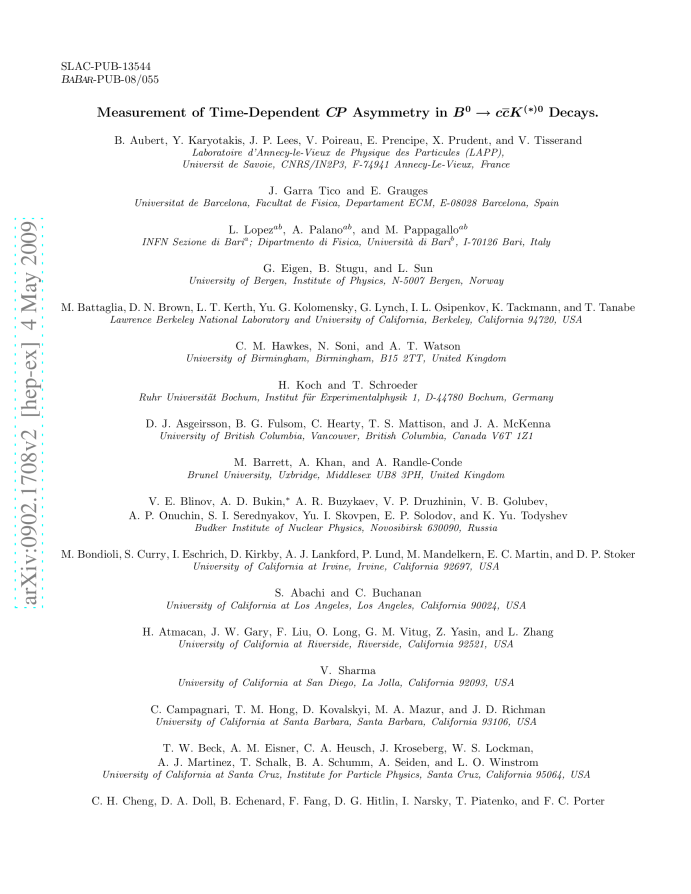 SLAC-PUB-13544
BABAR-PUB-08/055
Measurement of Time-Dependent CP Asymmetry in B⁰ → cc̄K⁽*⁾⁰ Decays.
B. Aubert, Y. Karyotakis, J. P. Lees, V. Poireau, E. Prencipe, X. Prudent, and V. Tisserand
Laboratoire d'Annecy-le-Vieux de Physique des Particules (LAPP),
Universit de Savoie, CNRS/IN2P3, F-74941 Annecy-Le-Vieux, France
J. Garra Tico and E. Grauges
Universitat de Barcelona, Facultat de Fisica, Departament ECM, E-08028 Barcelona, Spain
L. Lopezᵃᵇ, A. Palanoᵃᵇ, and M. Pappagalloᵃᵇ
INFN Sezione di Bariᵃ; Dipartmento di Fisica, Università di Bariᵇ, I-70126 Bari, Italy
G. Eigen, B. Stugu, and L. Sun
University of Bergen, Institute of Physics, N-5007 Bergen, Norway
M. Battaglia, D. N. Brown, L. T. Kerth, Yu. G. Kolomensky, G. Lynch, I. L. Osipenkov, K. Tackmann, and T. Tanabe
Lawrence Berkeley National Laboratory and University of California, Berkeley, California 94720, USA
C. M. Hawkes, N. Soni, and A. T. Watson
University of Birmingham, Birmingham, B15 2TT, United Kingdom
H. Koch and T. Schroeder
Ruhr Universität Bochum, Institut für Experimentalphysik 1, D-44780 Bochum, Germany
D. J. Asgeirsson, B. G. Fulsom, C. Hearty, T. S. Mattison, and J. A. McKenna
University of British Columbia, Vancouver, British Columbia, Canada V6T 1Z1
M. Barrett, A. Khan, and A. Randle-Conde
Brunel University, Uxbridge, Middlesex UB8 3PH, United Kingdom
V. E. Blinov, A. D. Bukin,* A. R. Buzykaev, V. P. Druzhinin, V. B. Golubev,
A. P. Onuchin, S. I. Serednyakov, Yu. I. Skovpen, E. P. Solodov, and K. Yu. Todyshev
Budker Institute of Nuclear Physics, Novosibirsk 630090, Russia
M. Bondioli, S. Curry, I. Eschrich, D. Kirkby, A. J. Lankford, P. Lund, M. Mandelkern, E. C. Martin, and D. P. Stoker
University of California at Irvine, Irvine, California 92697, USA
S. Abachi and C. Buchanan
University of California at Los Angeles, Los Angeles, California 90024, USA
H. Atmacan, J. W. Gary, F. Liu, O. Long, G. M. Vitug, Z. Yasin, and L. Zhang
University of California at Riverside, Riverside, California 92521, USA
V. Sharma
University of California at San Diego, La Jolla, California 92093, USA
C. Campagnari, T. M. Hong, D. Kovalskyi, M. A. Mazur, and J. D. Richman
University of California at Santa Barbara, Santa Barbara, California 93106, USA
T. W. Beck, A. M. Eisner, C. A. Heusch, J. Kroseberg, W. S. Lockman,
A. J. Martinez, T. Schalk, B. A. Schumm, A. Seiden, and L. O. Winstrom
University of California at Santa Cruz, Institute for Particle Physics, Santa Cruz, California 95064, USA
C. H. Cheng, D. A. Doll, B. Echenard, F. Fang, D. G. Hitlin, I. Narsky, T. Piatenko, and F. C. Porter
arXiv:0902.1708v2 [hep-ex] 4 May 2009